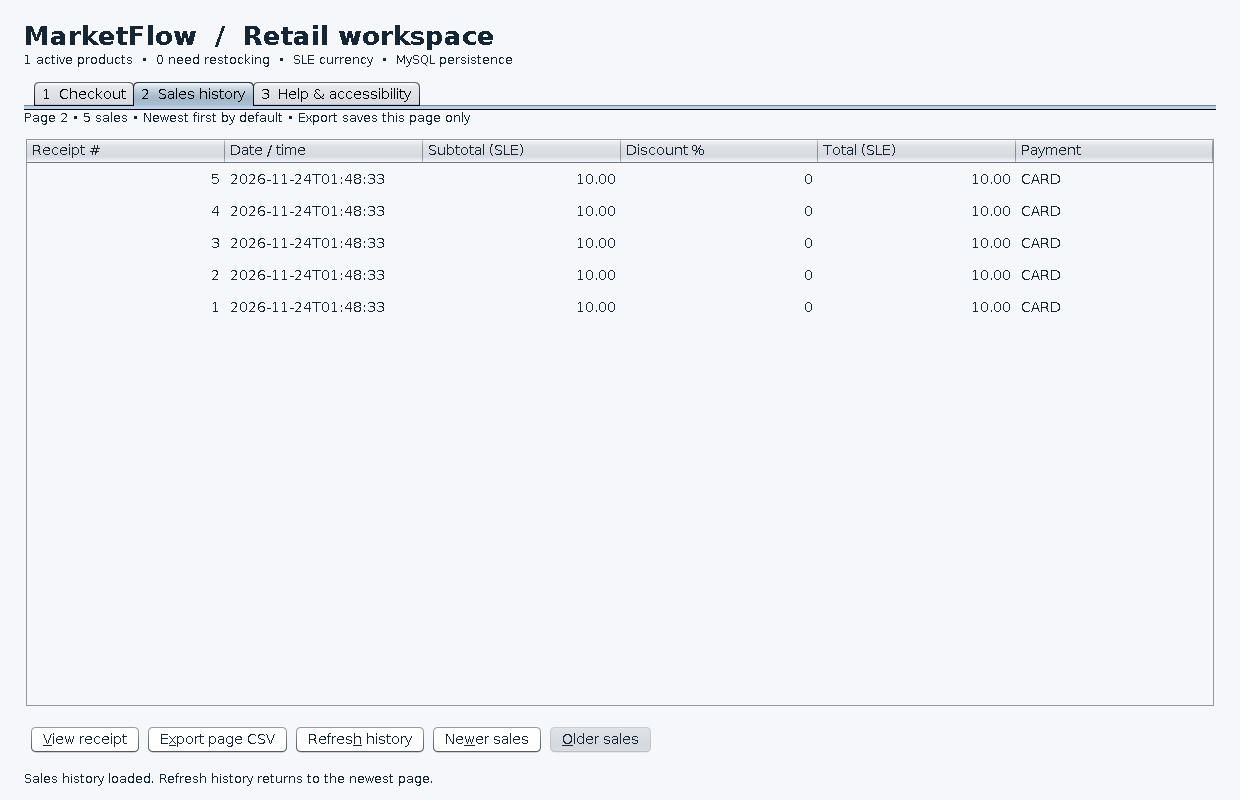 MarketFlow / Retail workspace
1 active products • 0 need restocking • SLE currency • MySQL persistence
1 Checkout 2 Sales history 3 Help & accessibility
Page 2 • 5 sales • Newest first by default • Export saves this page only
Receipt # Date / time Subtotal (SLE) Discount % Total (SLE) Payment
5 2026-11-24T01:48:33 10.00 0 10.00 CARD
4 2026-11-24T01:48:33 10.00 0 10.00 CARD
3 2026-11-24T01:48:33 10.00 0 10.00 CARD
2 2026-11-24T01:48:33 10.00 0 10.00 CARD
1 2026-11-24T01:48:33 10.00 0 10.00 CARD
View receipt Export page CSV Refresh history Newer sales Older sales
Sales history loaded. Refresh history returns to the newest page.